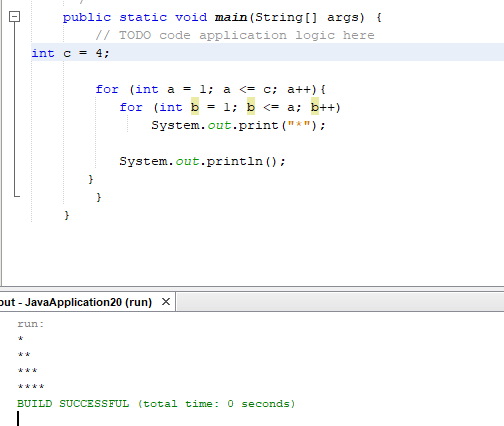 public static void main(String[] args) {
// TODO code application logic here
int c = 4;
for (int a = 1; a <= c; a++){
for (int b = 1; b <= a; b++)
System.out.print("*");
System.out.println();
}
}
}
out - JavaApplication20 (run) ×
run:
*
**
***
****
BUILD SUCCESSFUL (total time: 0 seconds)